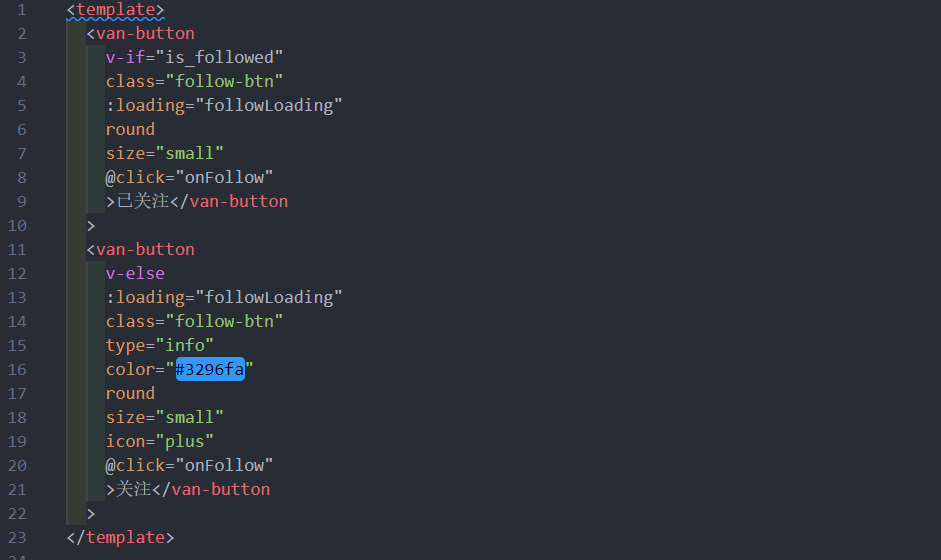 1 <template>
2 <van-button
3 v-if="is_followed"
4 class="follow-btn"
5 :loading="followLoading"
6 round
7 size="small"
8 @click="onFollow"
9 >已关注</van-button
10 >
11 <van-button
12 v-else
13 :loading="followLoading"
14 class="follow-btn"
15 type="info"
16 color="#3296fa"
17 round
18 size="small"
19 icon="plus"
20 @click="onFollow"
21 >关注</van-button
22 >
23 </template>